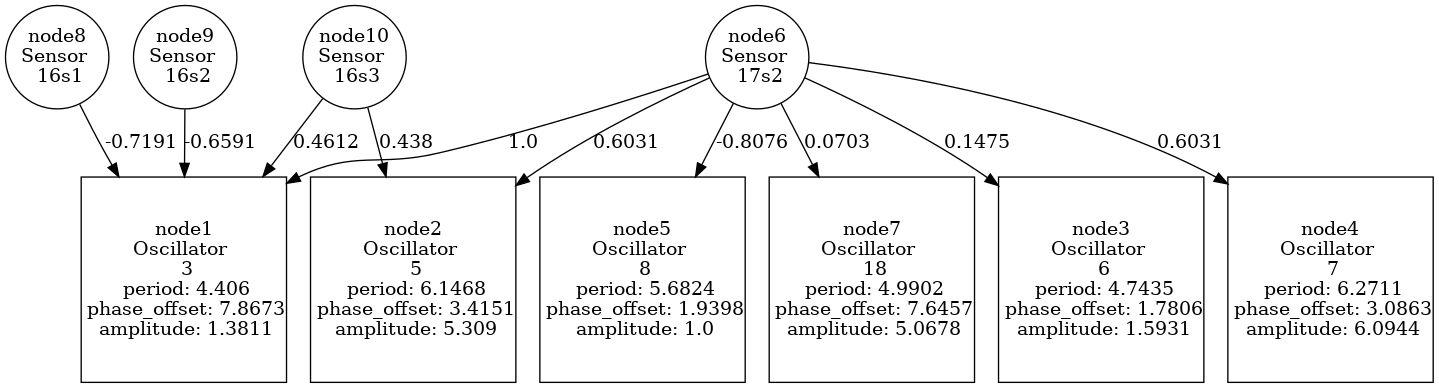 node8
Sensor
16s1
node9
Sensor
16s2
node10
Sensor
16s3
node6
Sensor
17s2
-0.7191
-0.6591
0.4612
0.438
1.0
0.6031
-0.8076
0.0703
0.1475
0.6031
node1
Oscillator
3
period: 4.406
phase_offset: 7.8673
amplitude: 1.3811
node2
Oscillator
5
period: 6.1468
phase_offset: 3.4151
amplitude: 5.309
node5
Oscillator
8
period: 5.6824
phase_offset: 1.9398
amplitude: 1.0
node7
Oscillator
18
period: 4.9902
phase_offset: 7.6457
amplitude: 5.0678
node3
Oscillator
6
period: 4.7435
phase_offset: 1.7806
amplitude: 1.5931
node4
Oscillator
7
period: 6.2711
phase_offset: 3.0863
amplitude: 6.0944